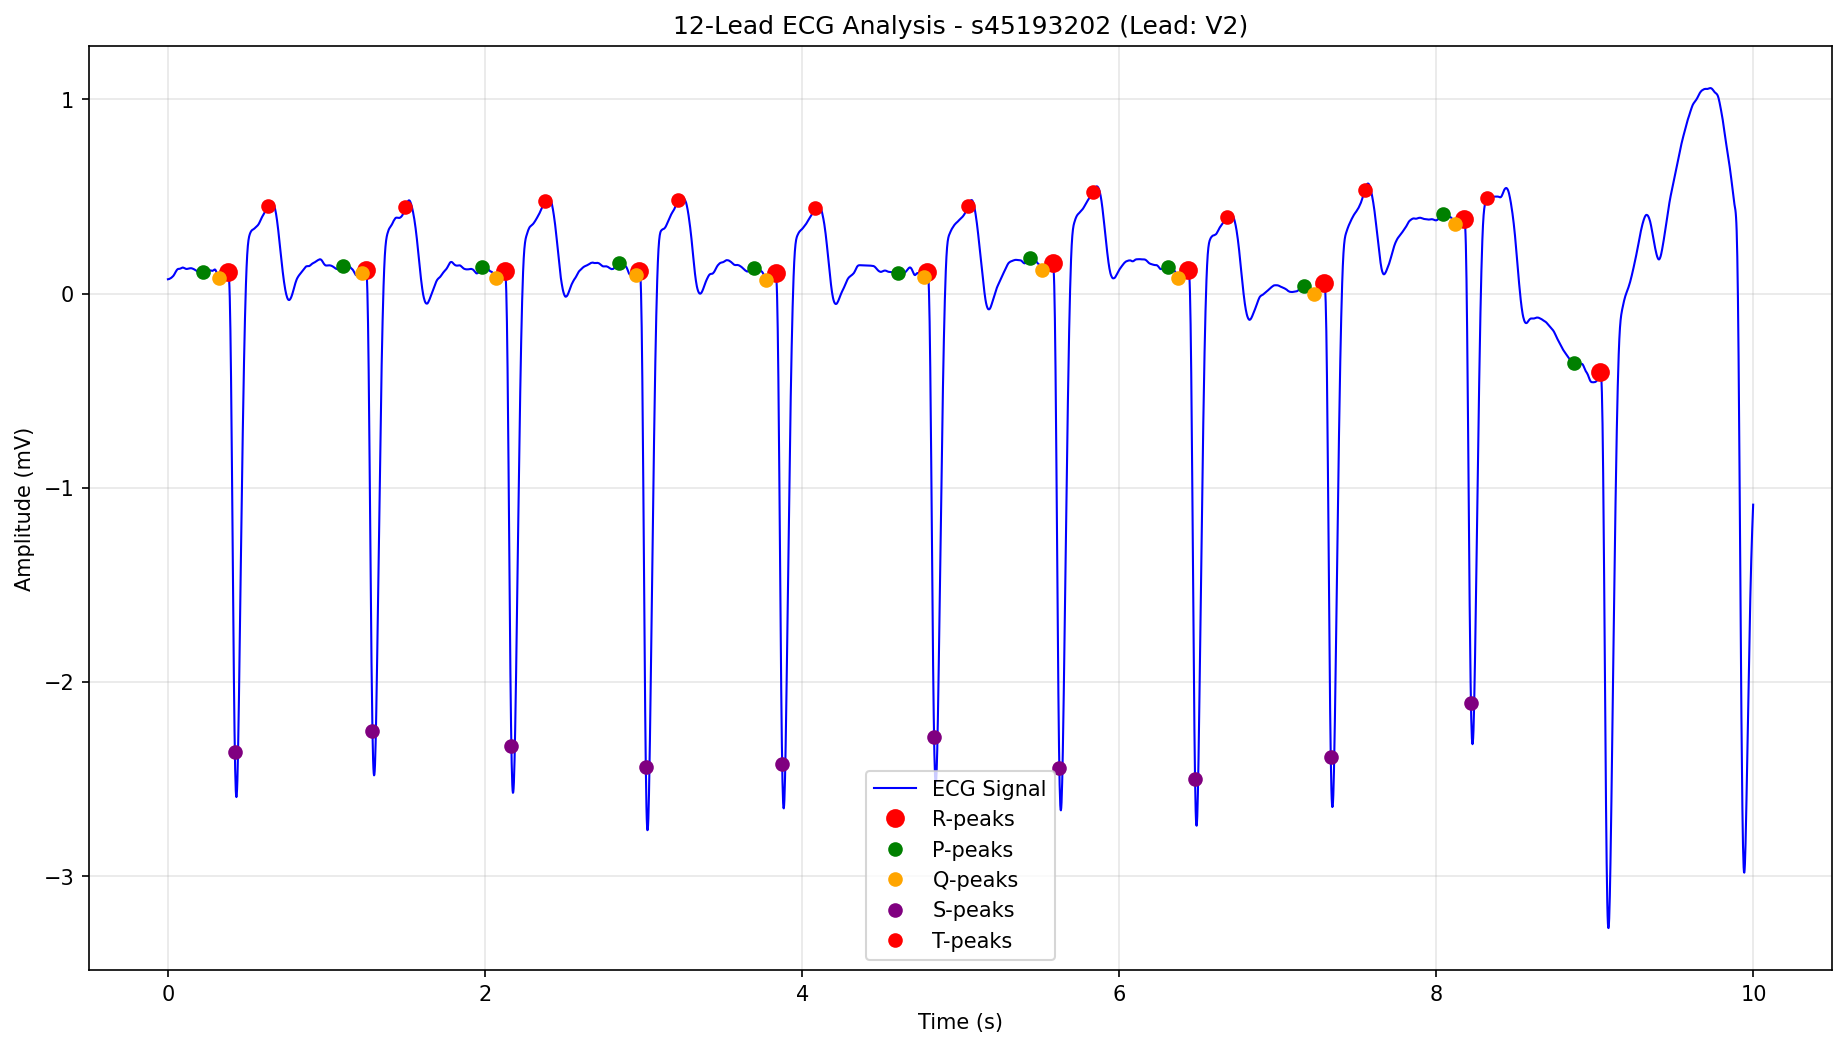 12-Lead ECG Analysis - s45193202 (Lead: V2)
1
0
−1
−2
−3
Amplitude (mV)
ECG Signal
R-peaks
P-peaks
Q-peaks
S-peaks
T-peaks
0
2
4
6
8
10
Time (s)